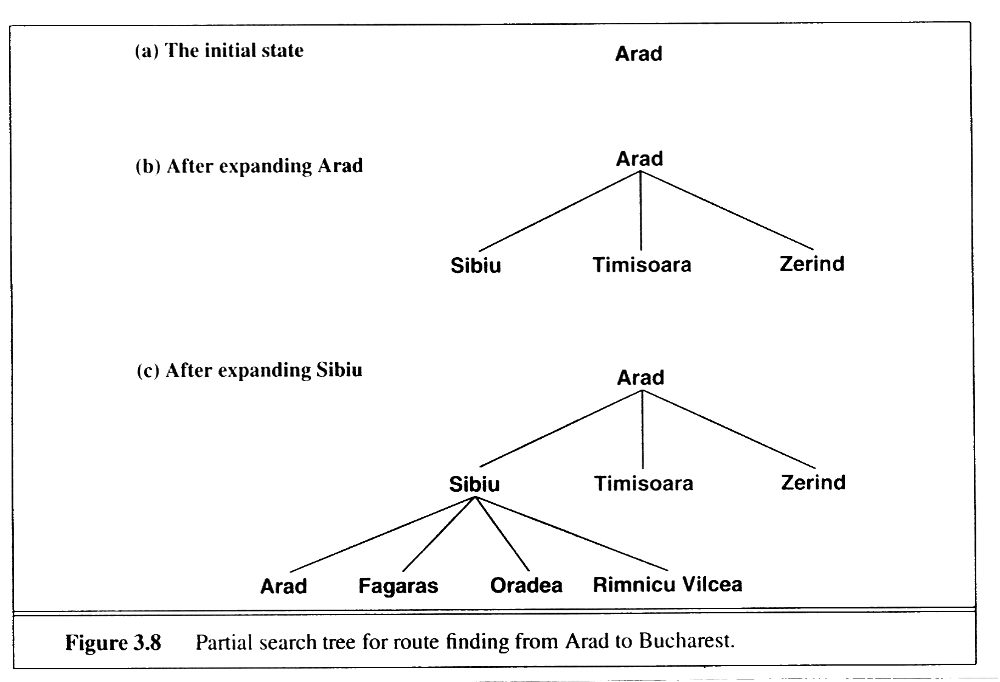 (a) The initial state
Arad
(b) After expanding Arad
Arad
Sibiu Timisoara Zerind
(c) After expanding Sibiu
Arad
Sibiu Timisoara Zerind
Arad Fagaras Oradea Rimnicu Vilcea
Figure 3.8 Partial search tree for route finding from Arad to Bucharest.